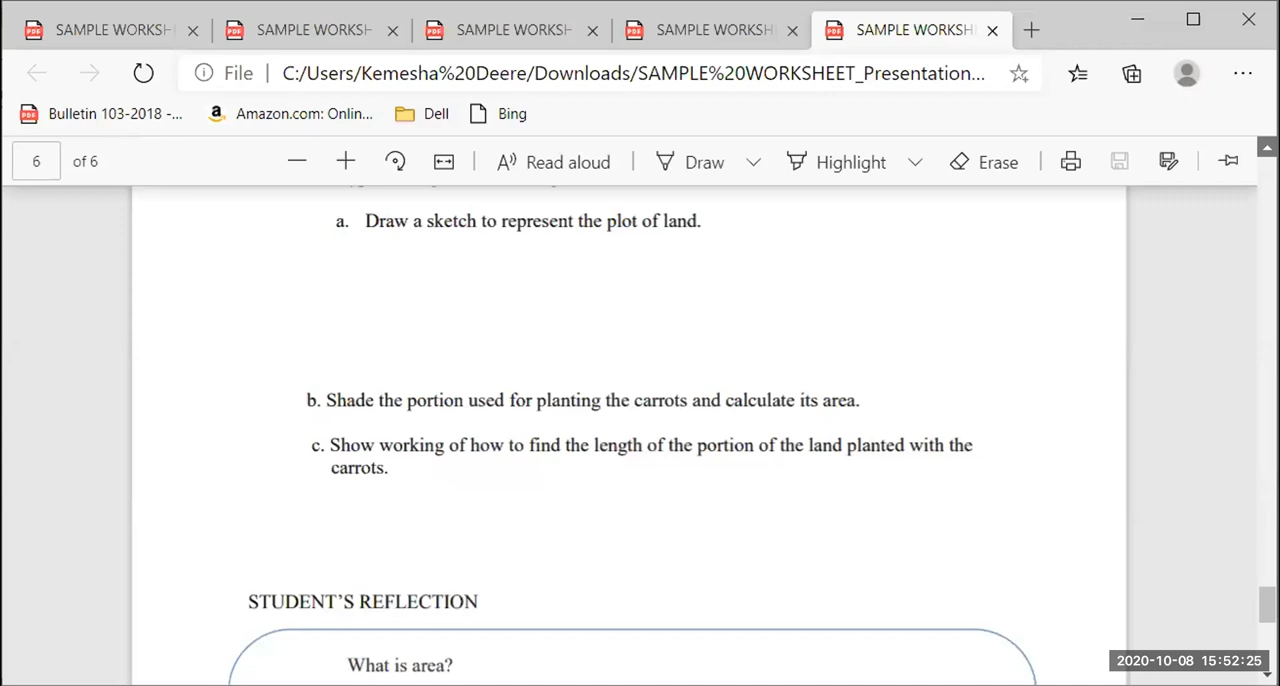 SAMPLE WORKSH
SAMPLE WORKSH
SAMPLE WORKSH
SAMPLE WORKSH
SAMPLE WORKSH
File
C:/Users/Kemesha%20Deere/Downloads/SAMPLE%20WORKSHEET_Presentation...
Bulletin 103-2018 -...
Amazon.com: Onlin...
Dell
Bing
6 of 6
Read aloud
Draw
Highlight
Erase
a. Draw a sketch to represent the plot of land.
b. Shade the portion used for planting the carrots and calculate its area.
c. Show working of how to find the length of the portion of the land planted with the
carrots.
STUDENT'S REFLECTION
What is area?
2020-10-08 15:52:25